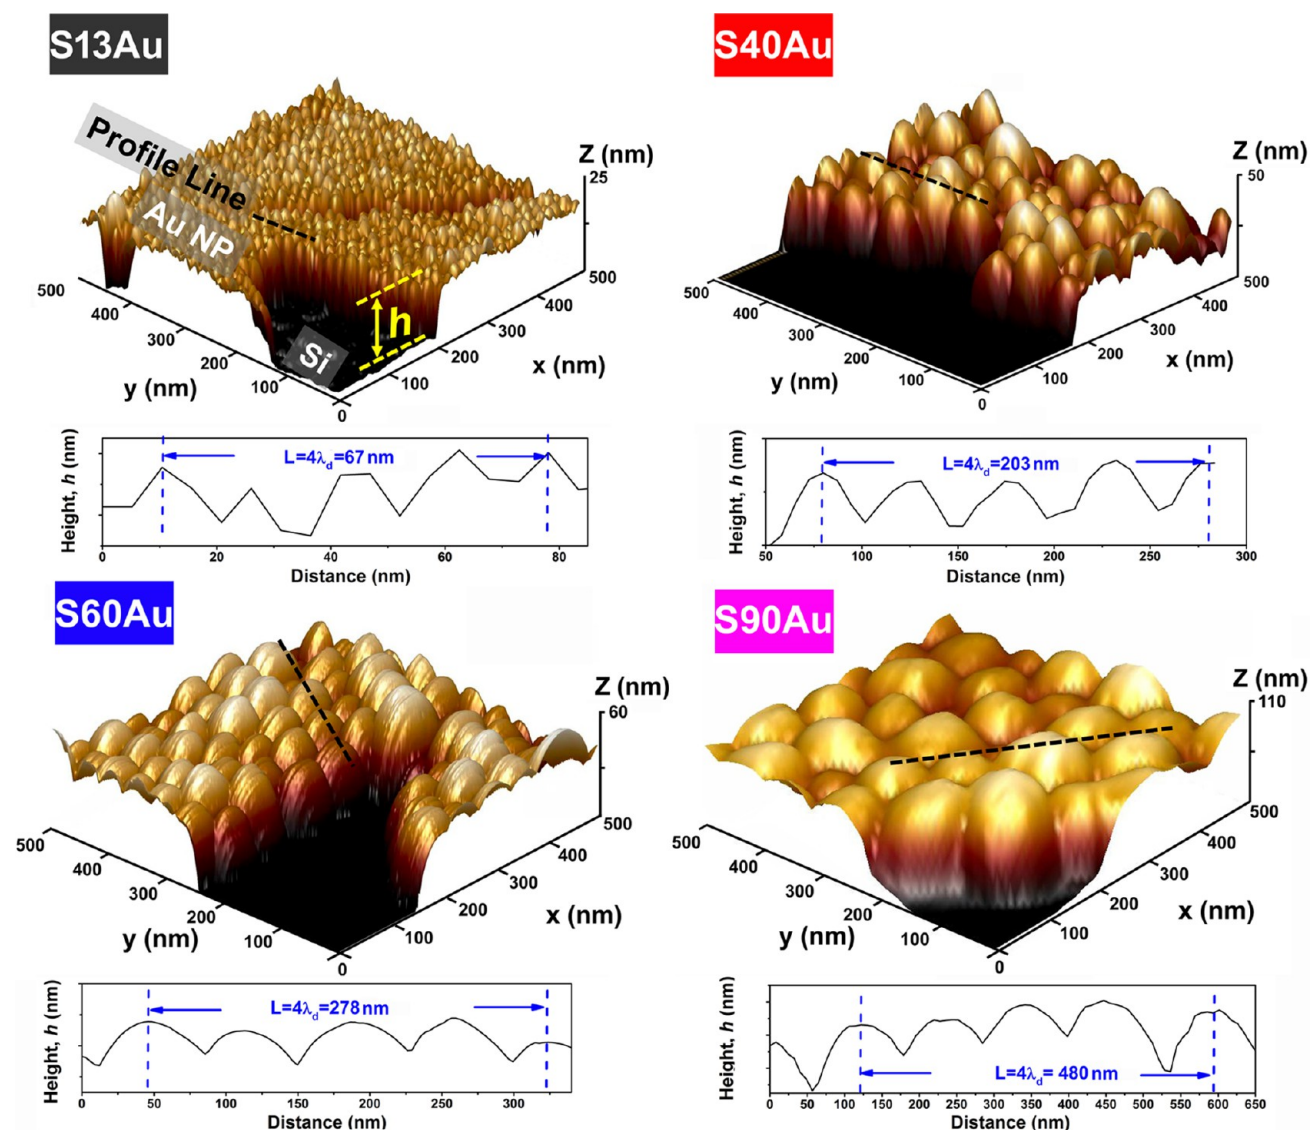 S13Au
Profile Line
Au NP
Si
h
Z (nm)
25
500
400
300
200
100
0
100
200
300
400
500
y (nm)
x (nm)
Height, h (nm)
L=4λd=67 nm
0 20 40 60 80
Distance (nm)
S40Au
Z (nm)
50
500
400
300
200
100
0
100
200
300
400
500
y (nm)
x (nm)
Height, h (nm)
L=4λd=203 nm
50 100 150 200 250 300
Distance (nm)
S60Au
Z (nm)
60
500
400
300
200
100
0
100
200
300
400
500
y (nm)
x (nm)
Height, h (nm)
L=4λd=278 nm
0 50 100 150 200 250 300
Distance (nm)
S90Au
Z (nm)
110
500
400
300
200
100
0
100
200
300
400
500
y (nm)
x (nm)
Height, h (nm)
L=4λd= 480 nm
0 50 100 150 200 250 300 350 400 450 500 550 600 650
Distance (nm)